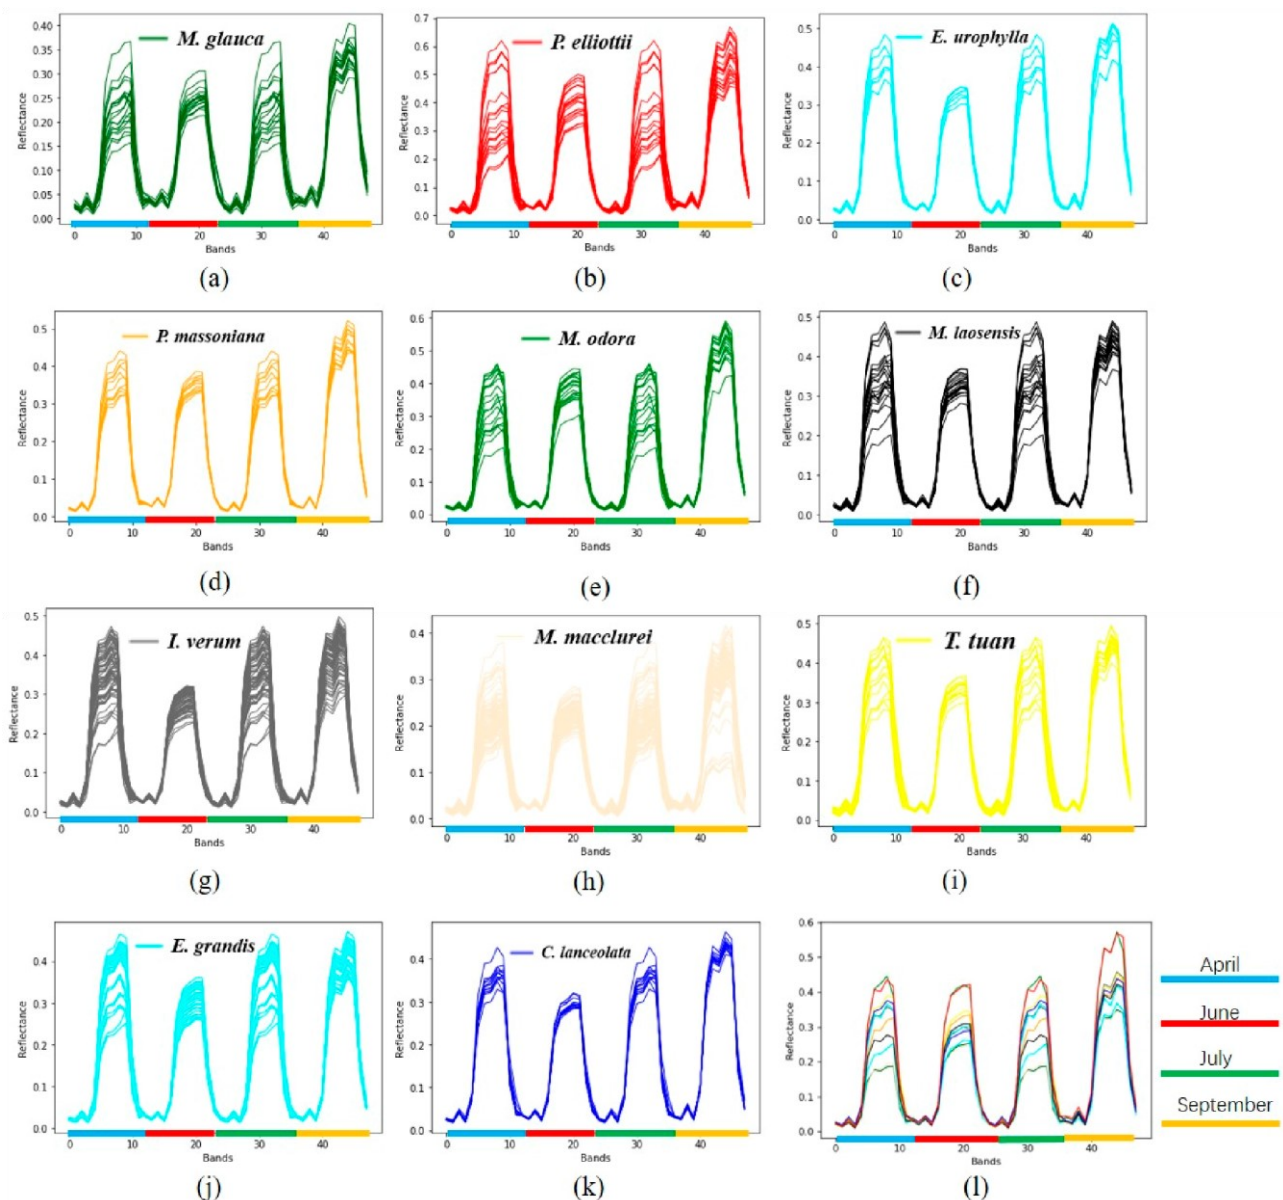 M. glauca
0.40
0.35
0.30
0.25
0.20
0.15
0.10
0.05
0.00
Reflectance
0 10 20 30 40
Bands
(a)
P. elliottii
0.7
0.6
0.5
0.4
0.3
0.2
0.1
0.0
Reflectance
0 10 20 30 40
Bands
(b)
E. urophylla
0.5
0.4
0.3
0.2
0.1
0.0
Reflectance
0 10 20 30 40
Bands
(c)
P. massoniana
0.5
0.4
0.3
0.2
0.1
0.0
Reflectance
0 10 20 30 40
Bands
(d)
M. odora
0.6
0.5
0.4
0.3
0.2
0.1
0.0
Reflectance
0 10 20 30 40
Bands
(e)
M. laosensis
0.5
0.4
0.3
0.2
0.1
0.0
Reflectance
0 10 20 30 40
Bands
(f)
I. verum
0.5
0.4
0.3
0.2
0.1
0.0
Reflectance
0 10 20 30 40
Bands
(g)
M. macclurei
0.4
0.3
0.2
0.1
0.0
Reflectance
0 10 20 30 40
Bands
(h)
T. tuan
0.5
0.4
0.3
0.2
0.1
0.0
Reflectance
0 10 20 30 40
Bands
(i)
E. grandis
0.4
0.3
0.2
0.1
0.0
Reflectance
0 10 20 30 40
Bands
(j)
C. lanceolata
0.4
0.3
0.2
0.1
0.0
Reflectance
0 10 20 30 40
Bands
(k)
0.6
0.5
0.4
0.3
0.2
0.1
0.0
Reflectance
0 10 20 30 40
Bands
(l)
April
June
July
September